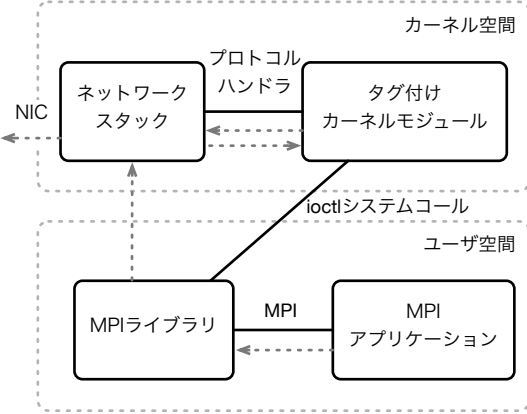 カーネル空間
プロトコル
ハンドラ
ネットワーク
スタック
タグ付け
カーネルモジュール
NIC
ioctlシステムコール
ユーザ空間
MPIライブラリ
MPI
MPI
アプリケーション